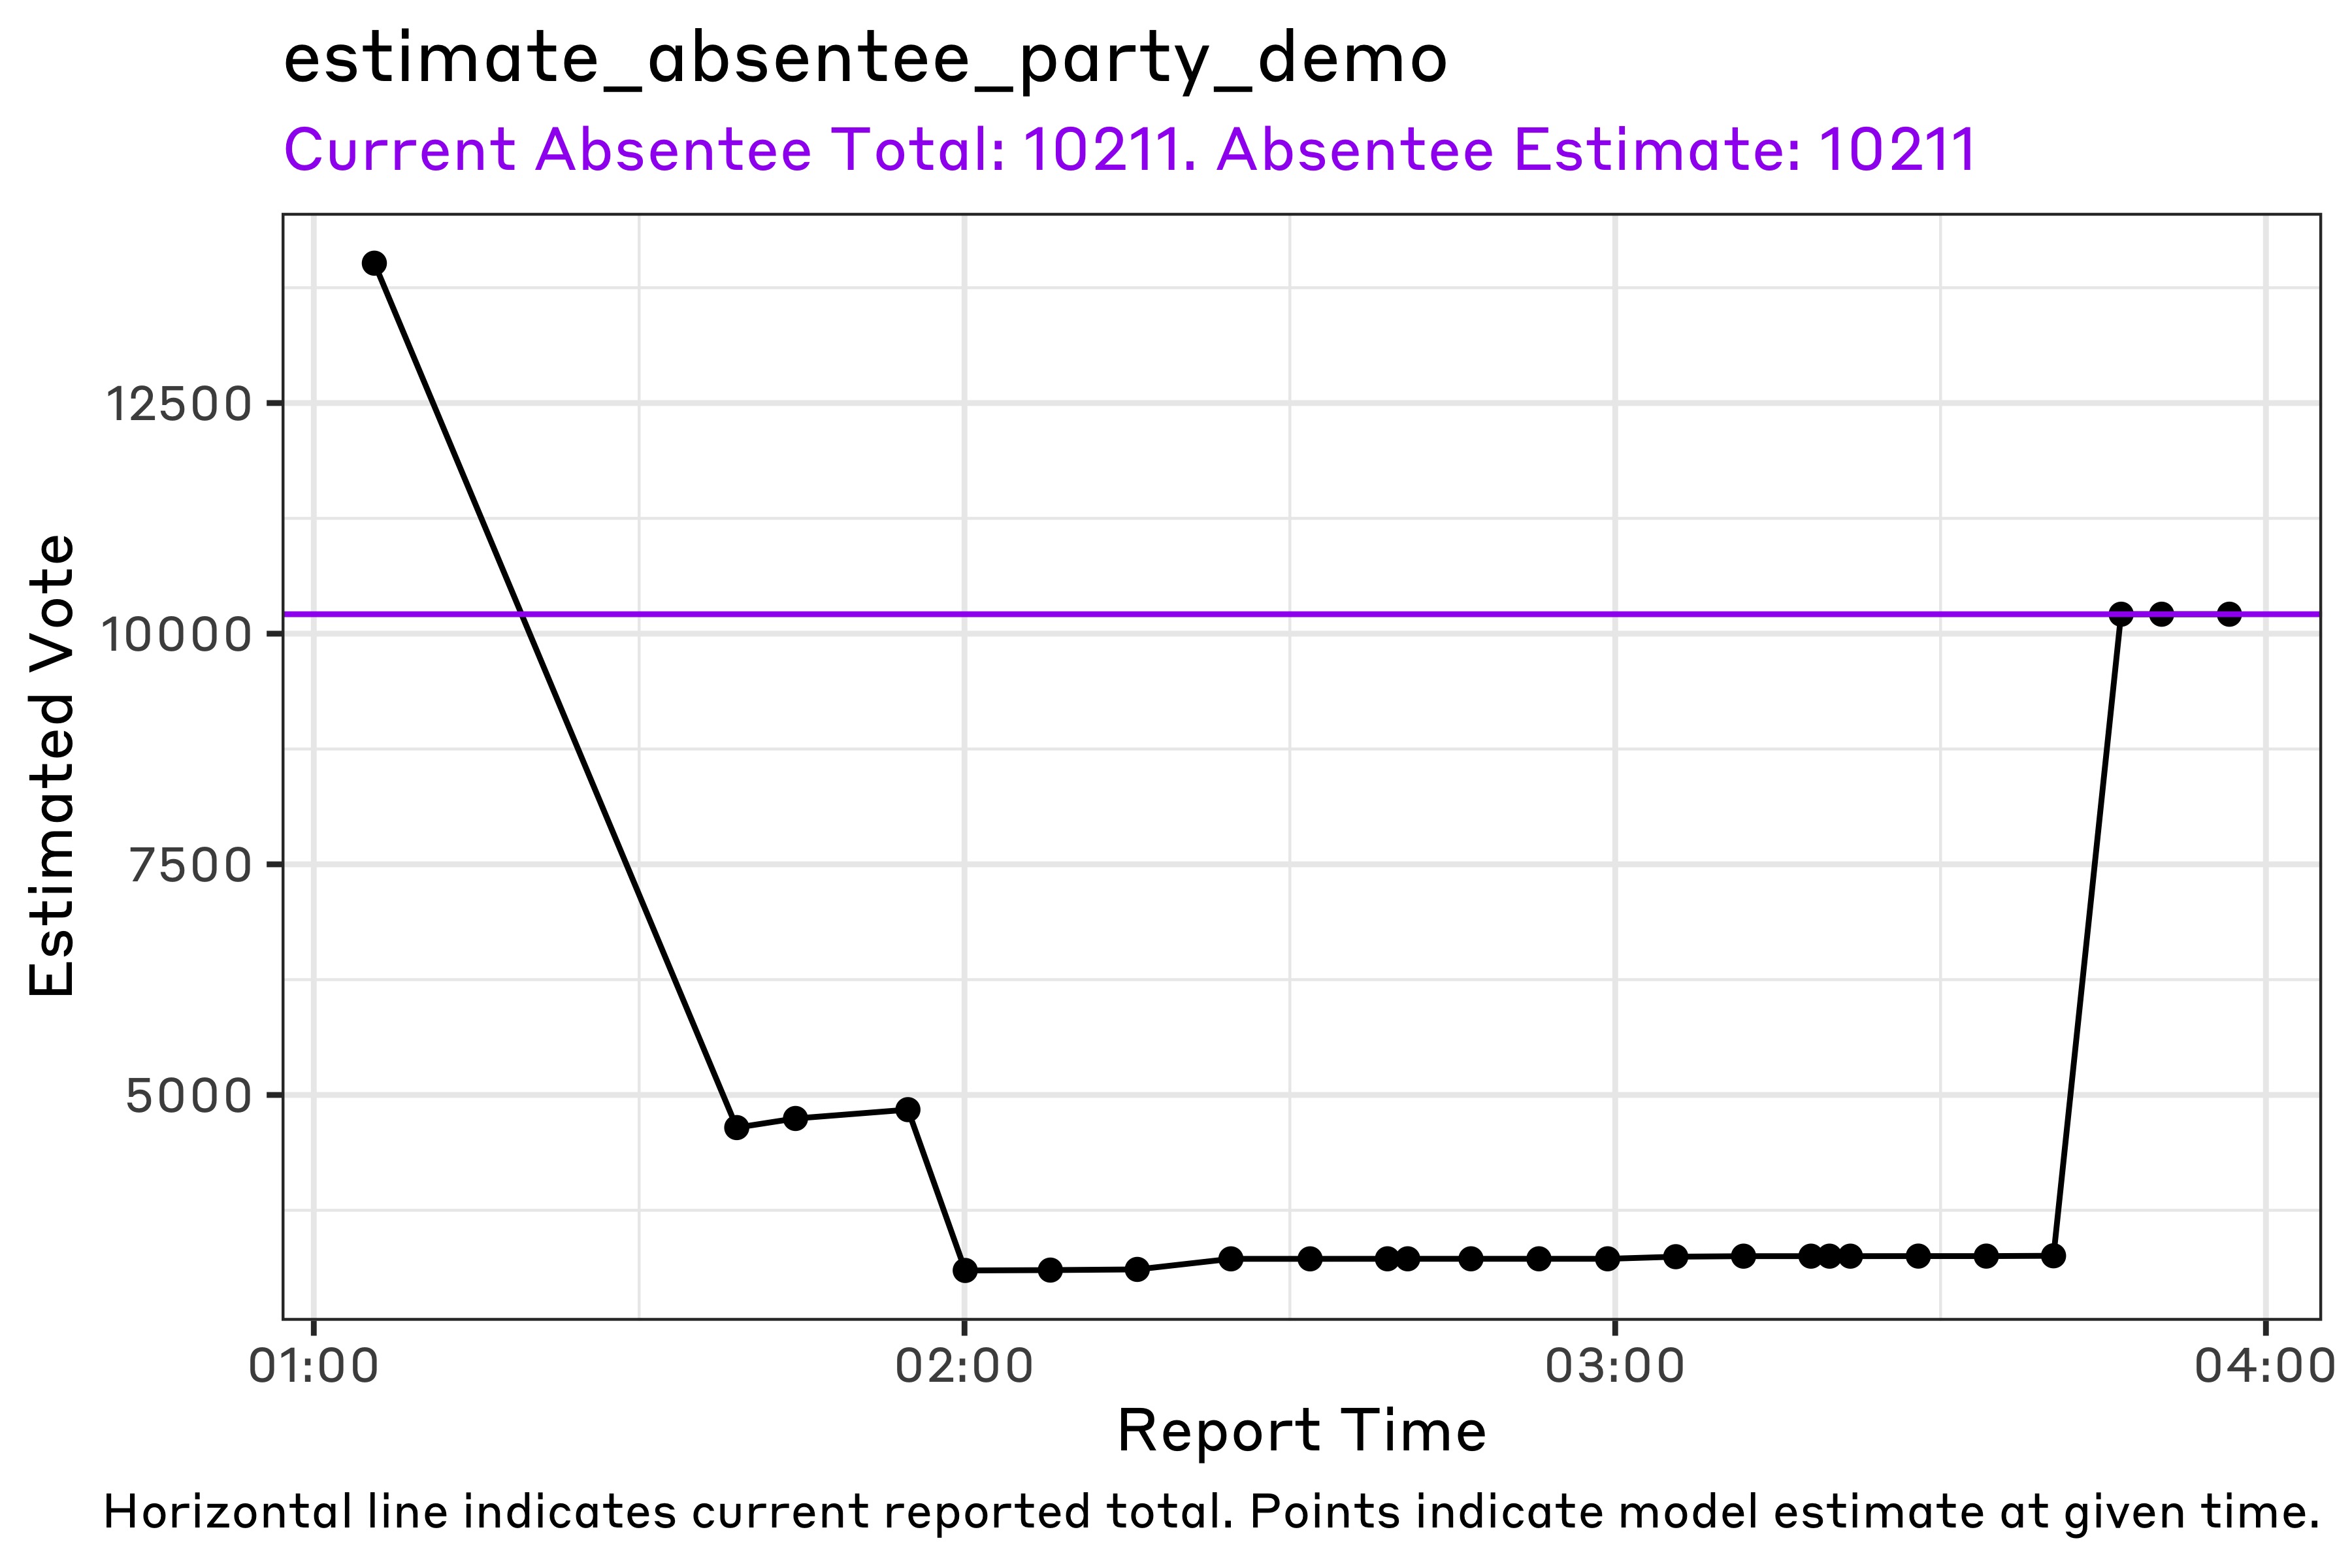 estimate_absentee_party_demo
Current Absentee Total: 10211. Absentee Estimate: 10211
Estimated Vote
12500
10000
7500
5000
01:00 02:00 03:00 04:00
Report Time
Horizontal line indicates current reported total. Points indicate model estimate at given time.